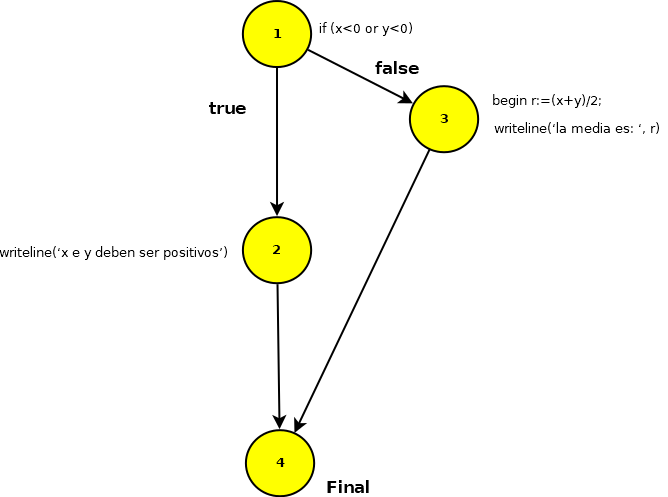 1
if (x<0 or y<0)
false
true
3
begin r:=(x+y)/2;
writeline(‘la media es: ‘, r)
2
writeline(‘x e y deben ser positivos’)
4
Final